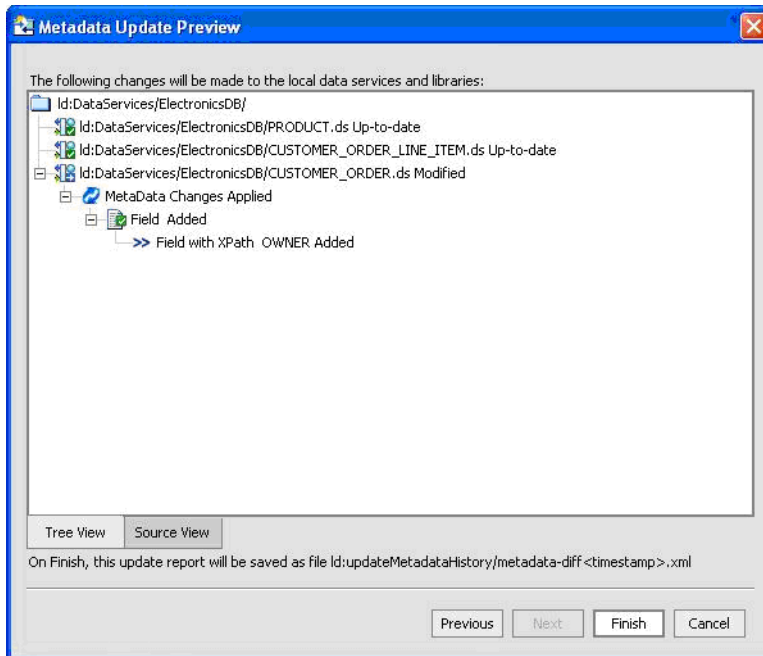 Metadata Update Preview
The following changes will be made to the local data services and libraries:
ld:DataServices/ElectronicsDB/
ld:DataServices/ElectronicsDB/PRODUCT.ds Up-to-date
ld:DataServices/ElectronicsDB/CUSTOMER_ORDER_LINE_ITEM.ds Up-to-date
ld:DataServices/ElectronicsDB/CUSTOMER_ORDER.ds Modified
MetaData Changes Applied
Field Added
>> Field with XPath OWNER Added
Tree View Source View
On Finish, this update report will be saved as file ld:updateMetadataHistory/metadata-diff<timestamp>.xml
Previous Next Finish Cancel